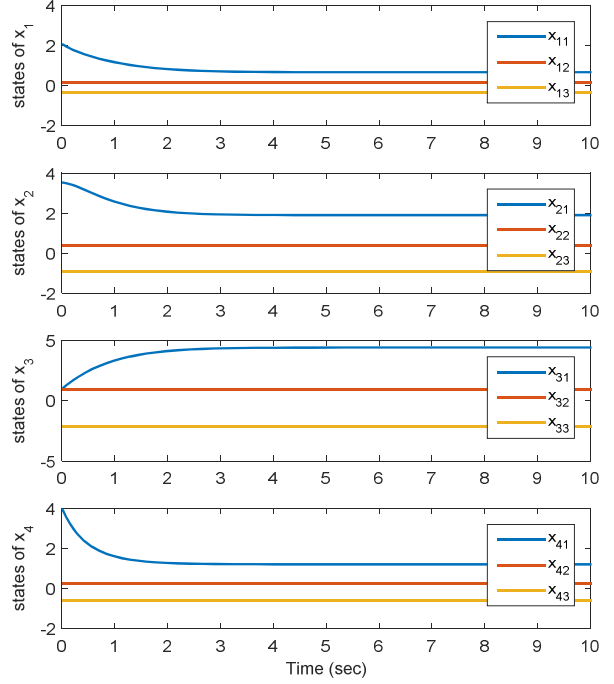 states of x1
4
2
0
-2
x11
x12
x13
0 1 2 3 4 5 6 7 8 9 10
states of x2
4
2
0
-2
x21
x22
x23
0 1 2 3 4 5 6 7 8 9 10
states of x3
5
0
-5
x31
x32
x33
0 1 2 3 4 5 6 7 8 9 10
states of x4
4
2
0
-2
x41
x42
x43
0 1 2 3 4 5 6 7 8 9 10
Time (sec)